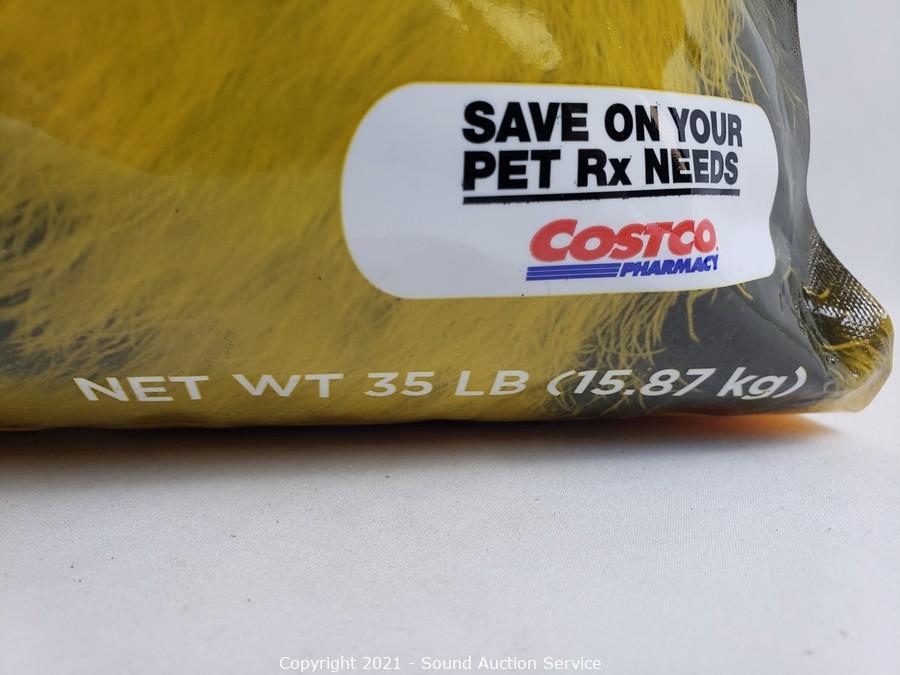 SAVE ON YOUR
PET Rx NEEDS
COSTCO
PHARMACY
NET WT 35 LB (15.87 kg)
Copyright 2021 - Sound Auction Service